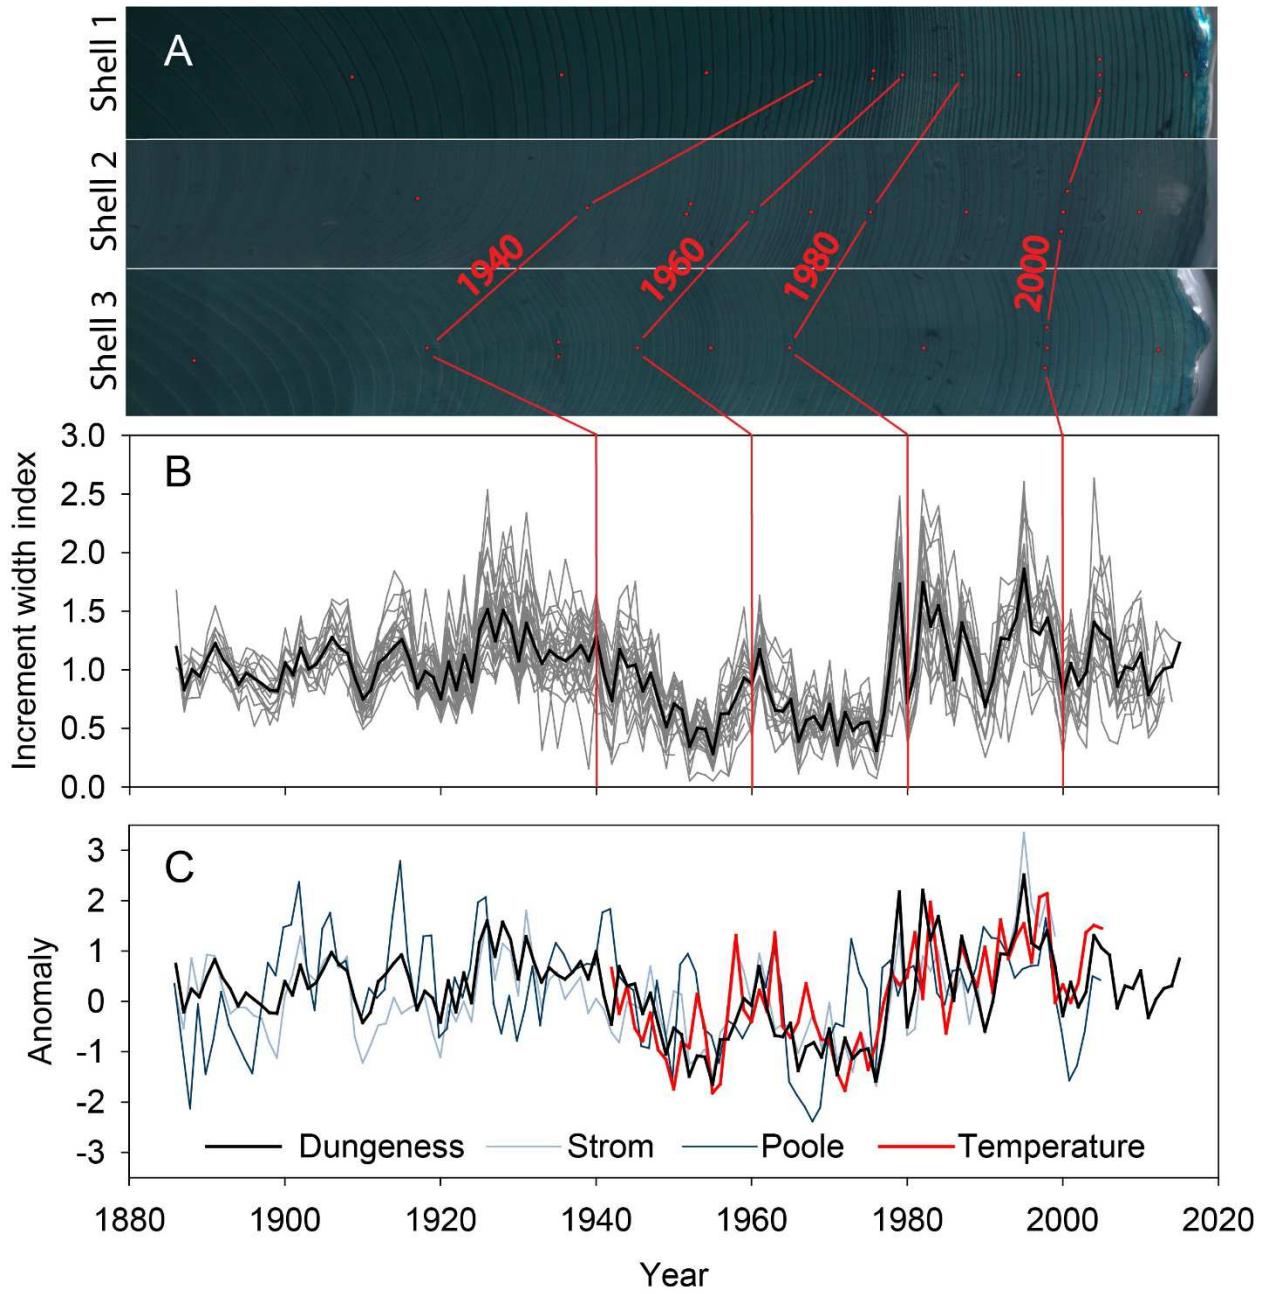 A
Shell 1
Shell 2
Shell 3
1940
1960
1980
2000
B
Increment width index
3.0
2.5
2.0
1.5
1.0
0.5
0.0
C
Anomaly
3
2
1
0
-1
-2
-3
Dungeness Strom Poole Temperature
1880 1900 1920 1940 1960 1980 2000 2020
Year